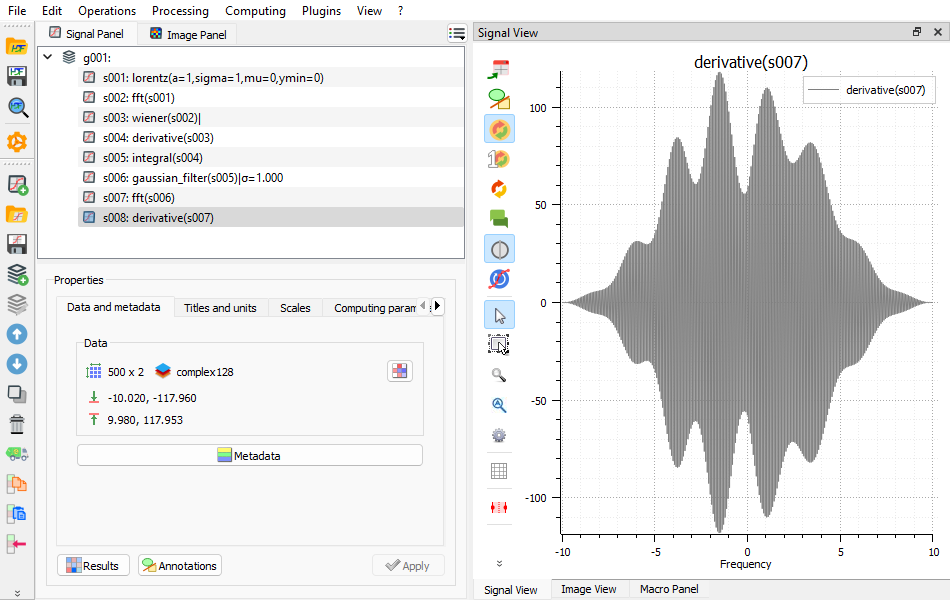 File Edit Operations Processing Computing Plugins View ?
Signal Panel Image Panel
g001:
s001: lorentz(a=1,sigma=1,mu=0,ymin=0)
s002: fft(s001)
s003: wiener(s002)|
s004: derivative(s003)
s005: integral(s004)
s006: gaussian_filter(s005)|σ=1.000
s007: fft(s006)
s008: derivative(s007)
Properties
Data and metadata Titles and units Scales Computing param
Data
500 x 2 complex128
-10.020, -117.960
9.980, 117.953
Metadata
Results Annotations Apply
Signal View
derivative(s007)
derivative(s007)
100
50
0
-50
-100
-10 -5 0 5 10
Frequency
Signal View Image View Macro Panel